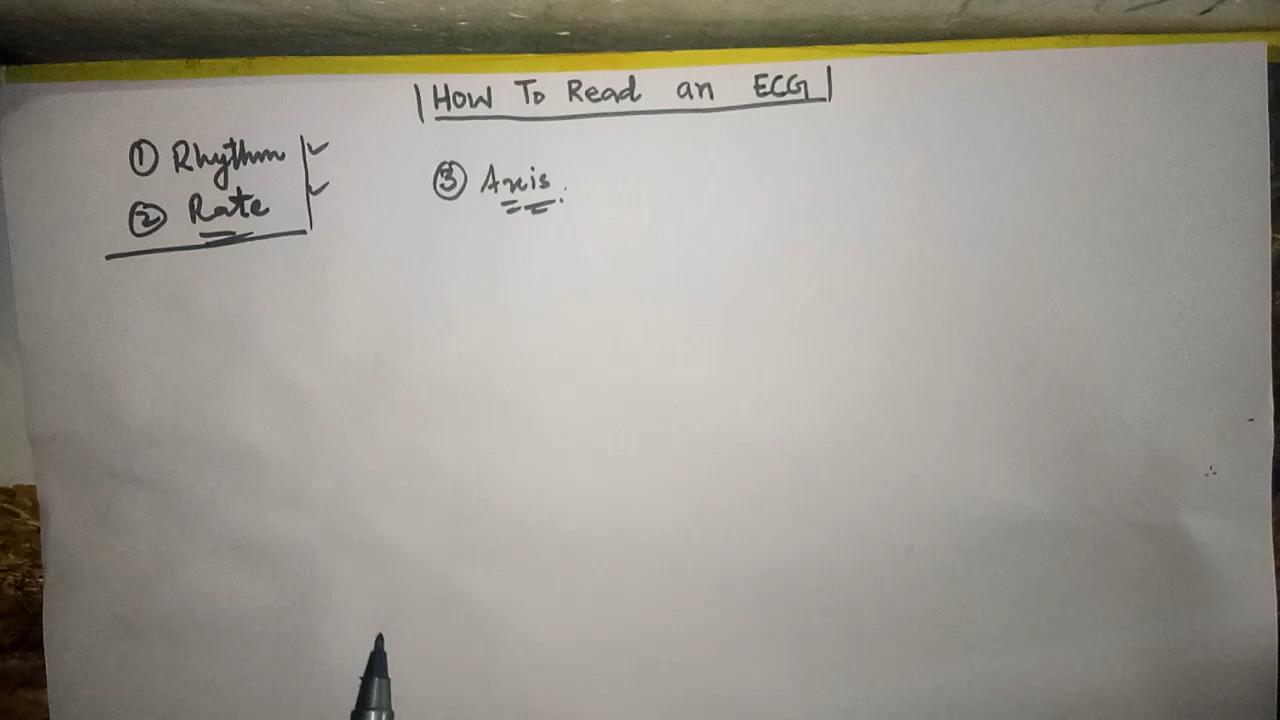 How To Read an ECG
① Rhythm
② Rate
③ Axis.